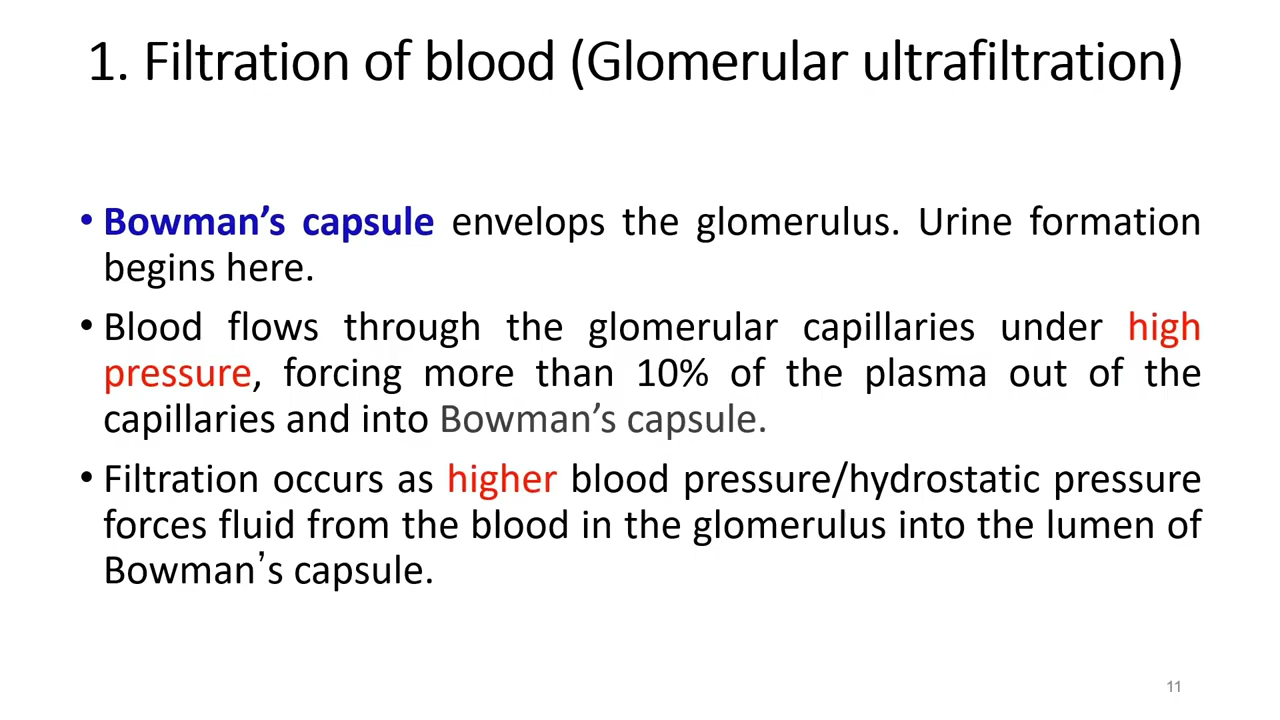 1. Filtration of blood (Glomerular ultrafiltration)
• Bowman’s capsule envelops the glomerulus. Urine formation
begins here.
• Blood flows through the glomerular capillaries under high
pressure, forcing more than 10% of the plasma out of the
capillaries and into Bowman’s capsule.
• Filtration occurs as higher blood pressure/hydrostatic pressure
forces fluid from the blood in the glomerulus into the lumen of
Bowman’s capsule.
11